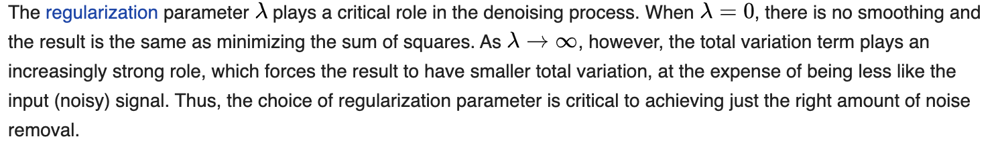 The regularization parameter λ plays a critical role in the denoising process. When λ = 0, there is no smoothing and
the result is the same as minimizing the sum of squares. As λ → ∞, however, the total variation term plays an
increasingly strong role, which forces the result to have smaller total variation, at the expense of being less like the
input (noisy) signal. Thus, the choice of regularization parameter is critical to achieving just the right amount of noise
removal.